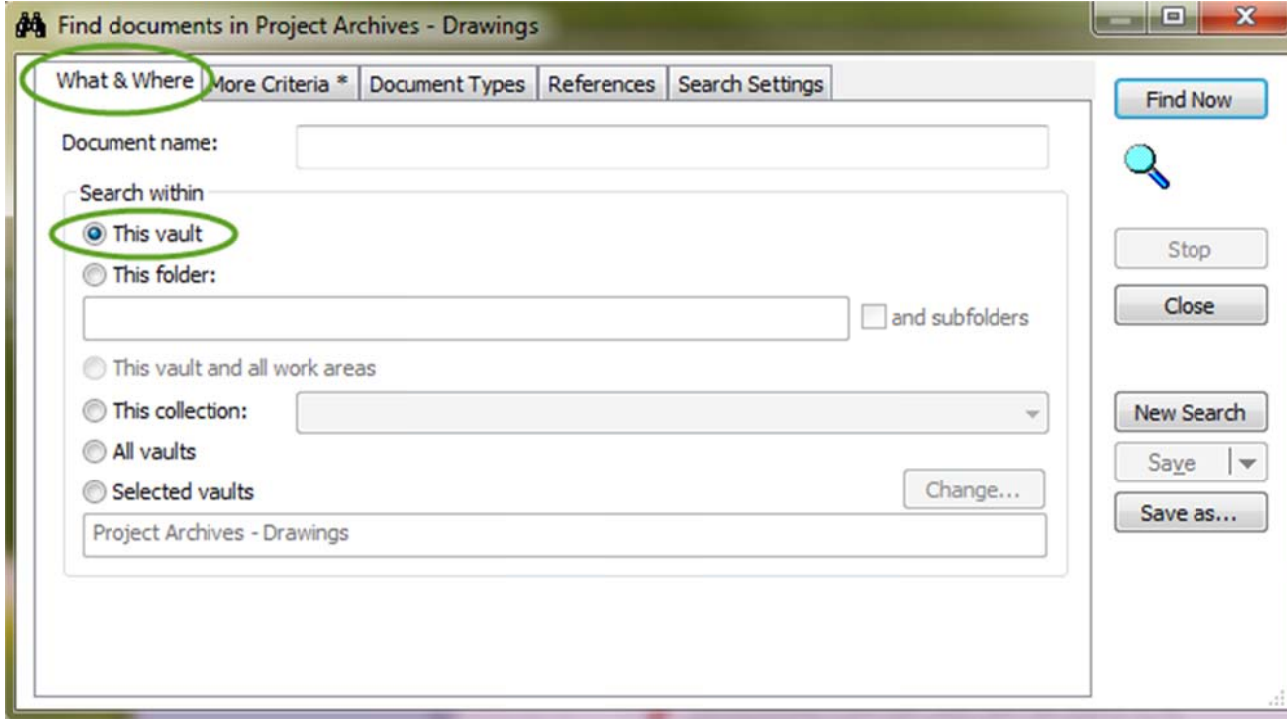 Find documents in Project Archives - Drawings
What & Where More Criteria * Document Types References Search Settings
Find Now
Document name:
Search within
This vault
Stop
This folder:
Close
and subfolders
This vault and all work areas
This collection:
New Search
All vaults
Save
Selected vaults
Change...
Save as...
Project Archives - Drawings